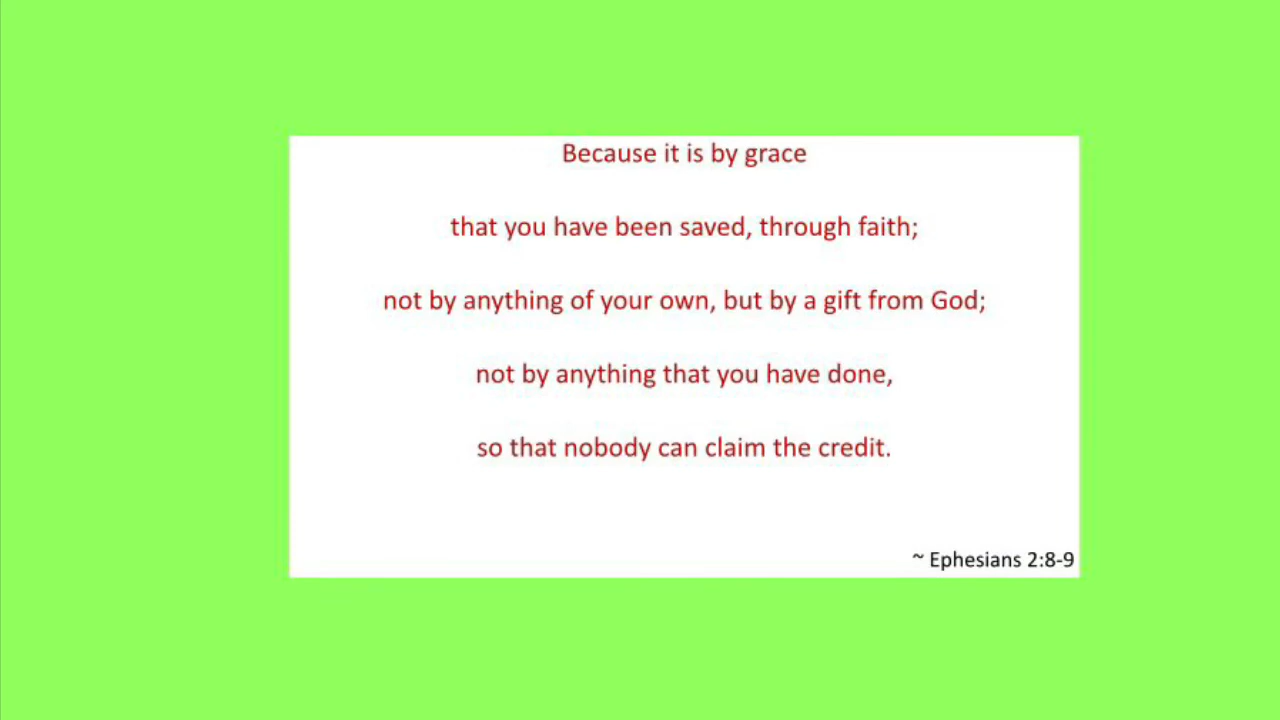 Because it is by grace
that you have been saved, through faith;
not by anything of your own, but by a gift from God;
not by anything that you have done,
so that nobody can claim the credit.
~ Ephesians 2:8-9